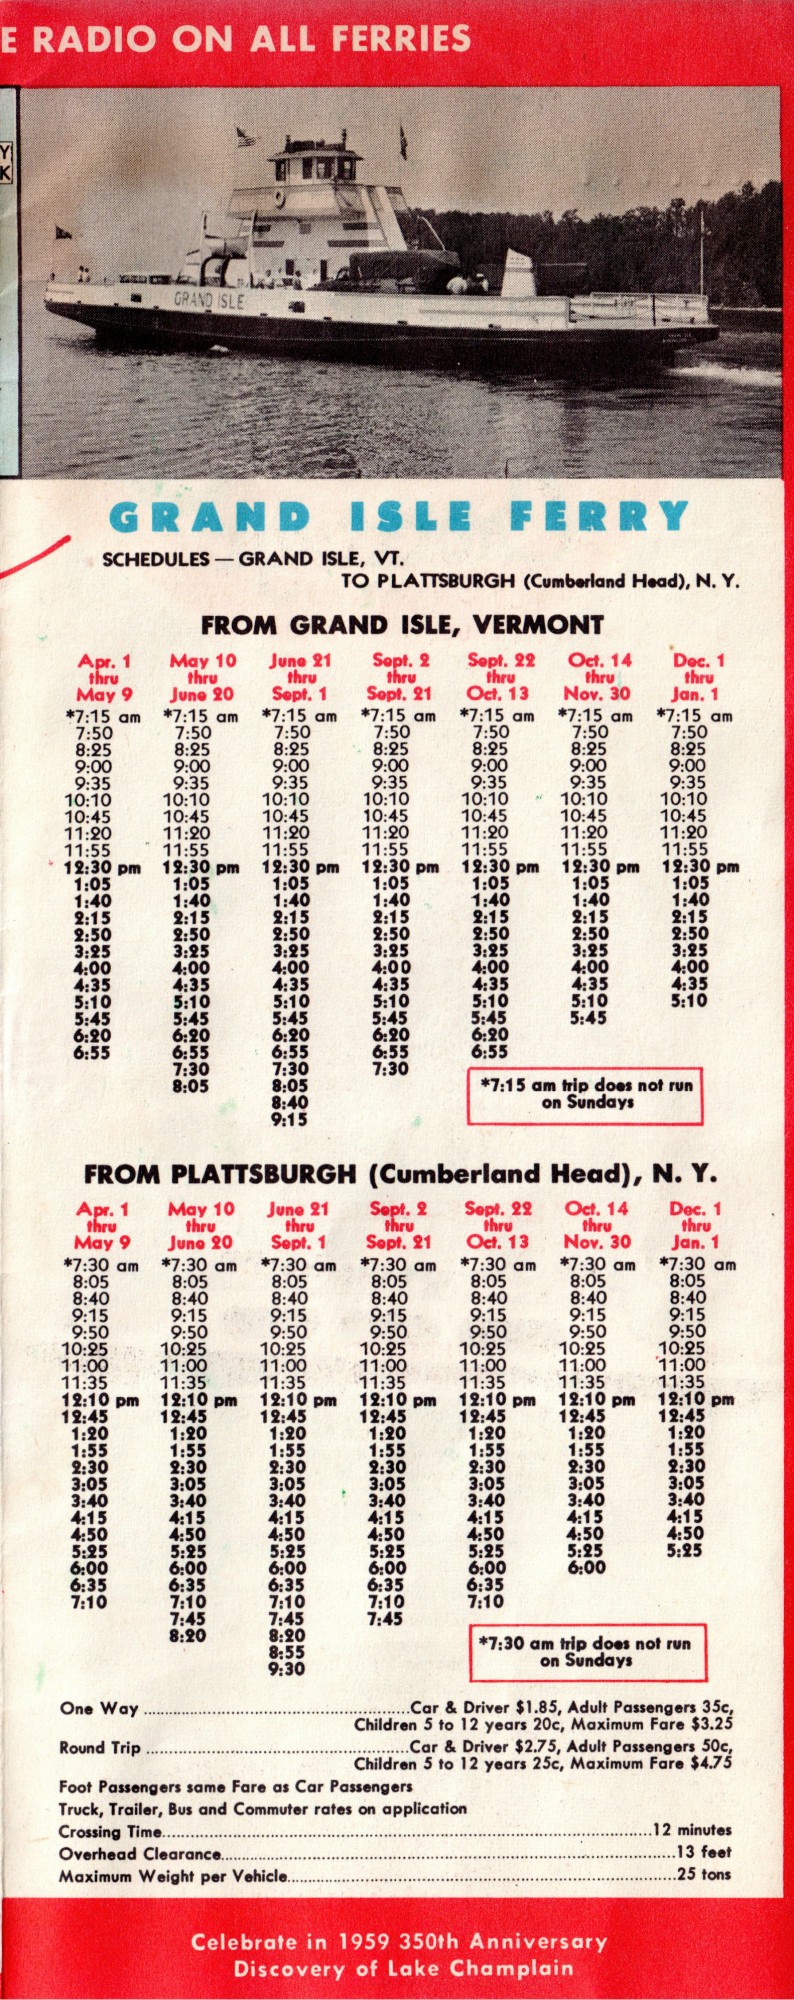 E RADIO ON ALL FERRIES
Y
K
GRAND ISLE
GRAND ISLE FERRY
SCHEDULES — GRAND ISLE, VT.
TO PLATTSBURGH (Cumberland Head), N. Y.
FROM GRAND ISLE, VERMONT
Apr. 1 May 10 June 21 Sept. 2 Sept. 22 Oct. 14 Dec. 1
thru thru thru thru thru thru thru
May 9 June 20 Sept. 1 Sept. 21 Oct. 13 Nov. 30 Jan. 1
*7:15 am *7:15 am *7:15 am *7:15 am *7:15 am *7:15 am *7:15 am
7:50 7:50 7:50 7:50 7:50 7:50 7:50
8:25 8:25 8:25 8:25 8:25 8:25 8:25
9:00 9:00 9:00 9:00 9:00 9:00 9:00
9:35 9:35 9:35 9:35 9:35 9:35 9:35
10:10 10:10 10:10 10:10 10:10 10:10 10:10
10:45 10:45 10:45 10:45 10:45 10:45 10:45
11:20 11:20 11:20 11:20 11:20 11:20 11:20
11:55 11:55 11:55 11:55 11:55 11:55 11:55
12:30 pm 12:30 pm 12:30 pm 12:30 pm 12:30 pm 12:30 pm 12:30 pm
1:05 1:05 1:05 1:05 1:05 1:05 1:05
1:40 1:40 1:40 1:40 1:40 1:40 1:40
2:15 2:15 2:15 2:15 2:15 2:15 2:15
2:50 2:50 2:50 2:50 2:50 2:50 2:50
3:25 3:25 3:25 3:25 3:25 3:25 3:25
4:00 4:00 4:00 4:00 4:00 4:00 4:00
4:35 4:35 4:35 4:35 4:35 4:35 4:35
5:10 5:10 5:10 5:10 5:10 5:10 5:10
5:45 5:45 5:45 5:45 5:45 5:45
6:20 6:20 6:20 6:20 6:20
6:55 6:55 6:55 6:55 6:55
7:30 7:30 7:30
8:05 8:05
8:40
9:15
*7:15 am trip does not run
on Sundays
FROM PLATTSBURGH (Cumberland Head), N. Y.
Apr. 1 May 10 June 21 Sept. 2 Sept. 22 Oct. 14 Dec. 1
thru thru thru thru thru thru thru
May 9 June 20 Sept. 1 Sept. 21 Oct. 13 Nov. 30 Jan. 1
*7:30 am *7:30 am *7:30 am *7:30 am *7:30 am *7:30 am *7:30 am
8:05 8:05 8:05 8:05 8:05 8:05 8:05
8:40 8:40 8:40 8:40 8:40 8:40 8:40
9:15 9:15 9:15 9:15 9:15 9:15 9:15
9:50 9:50 9:50 9:50 9:50 9:50 9:50
10:25 10:25 10:25 10:25 10:25 10:25 10:25
11:00 11:00 11:00 11:00 11:00 11:00 11:00
11:35 11:35 11:35 11:35 11:35 11:35 11:35
12:10 pm 12:10 pm 12:10 pm 12:10 pm 12:10 pm 12:10 pm 12:10 pm
12:45 12:45 12:45 12:45 12:45 12:45 12:45
1:20 1:20 1:20 1:20 1:20 1:20 1:20
1:55 1:55 1:55 1:55 1:55 1:55 1:55
2:30 2:30 2:30 2:30 2:30 2:30 2:30
3:05 3:05 3:05 3:05 3:05 3:05 3:05
3:40 3:40 3:40 3:40 3:40 3:40 3:40
4:15 4:15 4:15 4:15 4:15 4:15 4:15
4:50 4:50 4:50 4:50 4:50 4:50 4:50
5:25 5:25 5:25 5:25 5:25 5:25 5:25
6:00 6:00 6:00 6:00 6:00 6:00
6:35 6:35 6:35 6:35 6:35
7:10 7:10 7:10 7:10 7:10
7:45 7:45 7:45
8:20 8:20
8:55
9:30
*7:30 am trip does not run
on Sundays
One Way ........ Car & Driver $1.85, Adult Passengers 35c,
Children 5 to 12 years 20c, Maximum Fare $3.25
Round Trip ........ Car & Driver $2.75, Adult Passengers 50c,
Children 5 to 12 years 25c, Maximum Fare $4.75
Foot Passengers same Fare as Car Passengers
Truck, Trailer, Bus and Commuter rates on application
Crossing Time........12 minutes
Overhead Clearance........13 feet
Maximum Weight per Vehicle........25 tons
Celebrate in 1959 350th Anniversary
Discovery of Lake Champlain